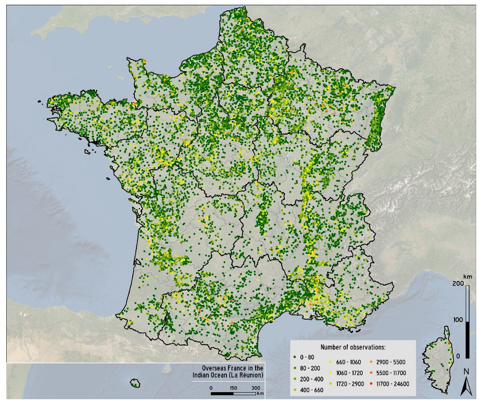 km
200
100
0
N
Number of observations:
0 - 80
80 - 200
200 - 400
400 - 660
660 - 1060
1060 - 1720
1720 - 2900
2900 - 5500
5500 - 11700
11700 - 24600
Overseas France in the
Indian Ocean (La Réunion)
0 150 300 km